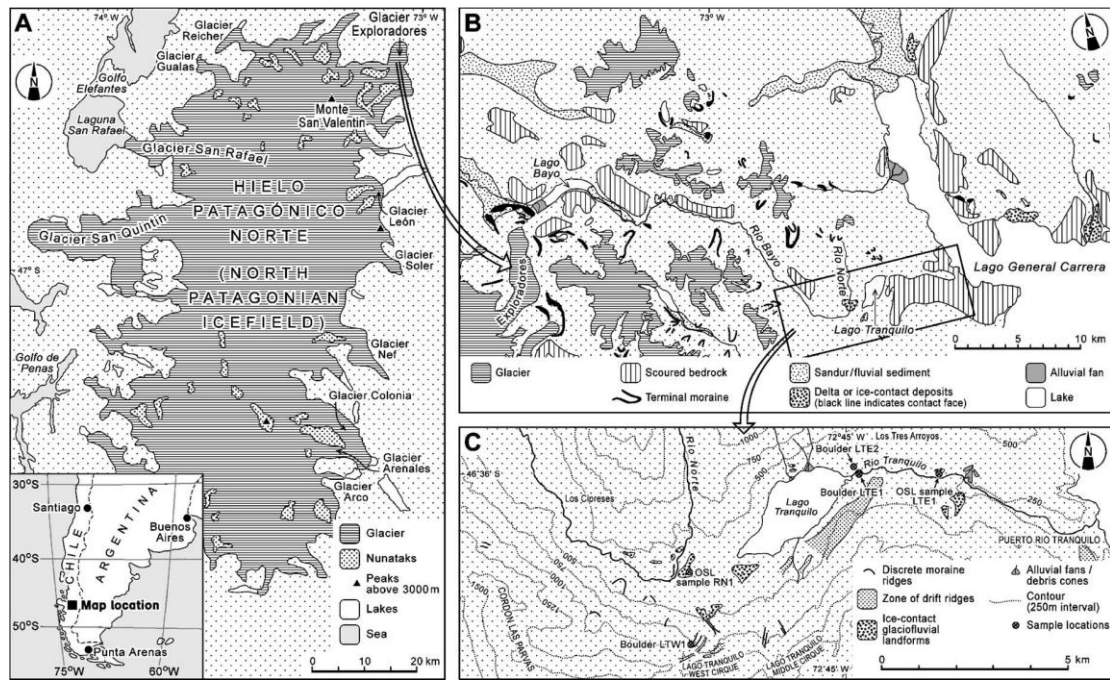 A
74° W
Glacier
Exploradores
73° W
Glacier
Reicher
Glacier
Gualas
Golfo
Elefantes
Laguna
San Rafael
Monte
San Valentin
Glacier San Rafael
HIELO
PATAGÓNICO
NORTE
(NORTH
PATAGONIAN
ICEFIELD)
Glacier San Quintin
Glacier
León
Glacier
Soler
47° S
Golfo de
Penas
Glacier
Nef
Glacier Colonia
Glacier
Arenales
Glacier
Arco
Glacier
Nunataks
Peaks
above 3000m
Lakes
Sea
0 20 km
30°S
Santiago
Buenos
Aires
CHILE
ARGENTINA
40°S
Map location
50°S
Punta Arenas
75°W
60°W
N
B
73° W
N
Lago
Bayo
Rio Bayo
Rio Norte
Exploradores
Lago General Carrera
Lago Tranquilo
0 5 10 km
Glacier
Scoured bedrock
Sandur/fluvial sediment
Alluvial fan
Terminal moraine
Delta or ice-contact deposits
(black line indicates contact face)
Lake
C
72°45' W
Los Tres Arroyos
N
46°36' S
Rio Norte
1000
750
500
Boulder LTE2
Rio Tranquilo
500
Los Cipreses
Lago
Tranquilo
Boulder LTE1
OSL sample
LTE1
250
PUERTO RIO TRANQUILO
OSL
sample RN1
500
750
1000
1250
1500
CORDON LAS PARVAS
Boulder LTW1
LAGO TRANQUILO
WEST CIRQUE
LAGO TRANQUILO
MIDDLE CIRQUE
72°45' W
Discrete moraine
ridges
Zone of drift ridges
Ice-contact
glaciofluvial
landforms
Alluvial fans /
debris cones
Contour
(250m interval)
Sample locations
0 5 km